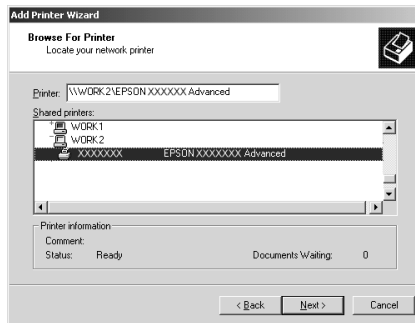 Add Printer Wizard
Browse For Printer
Locate your network printer
Printer: \\WORK2\EPSON XXXXXX Advanced
Shared printers:
WORK1
WORK2
XXXXXXX EPSON XXXXXXX Advanced
Printer information
Comment:
Status: Ready Documents Waiting: 0
< Back Next > Cancel